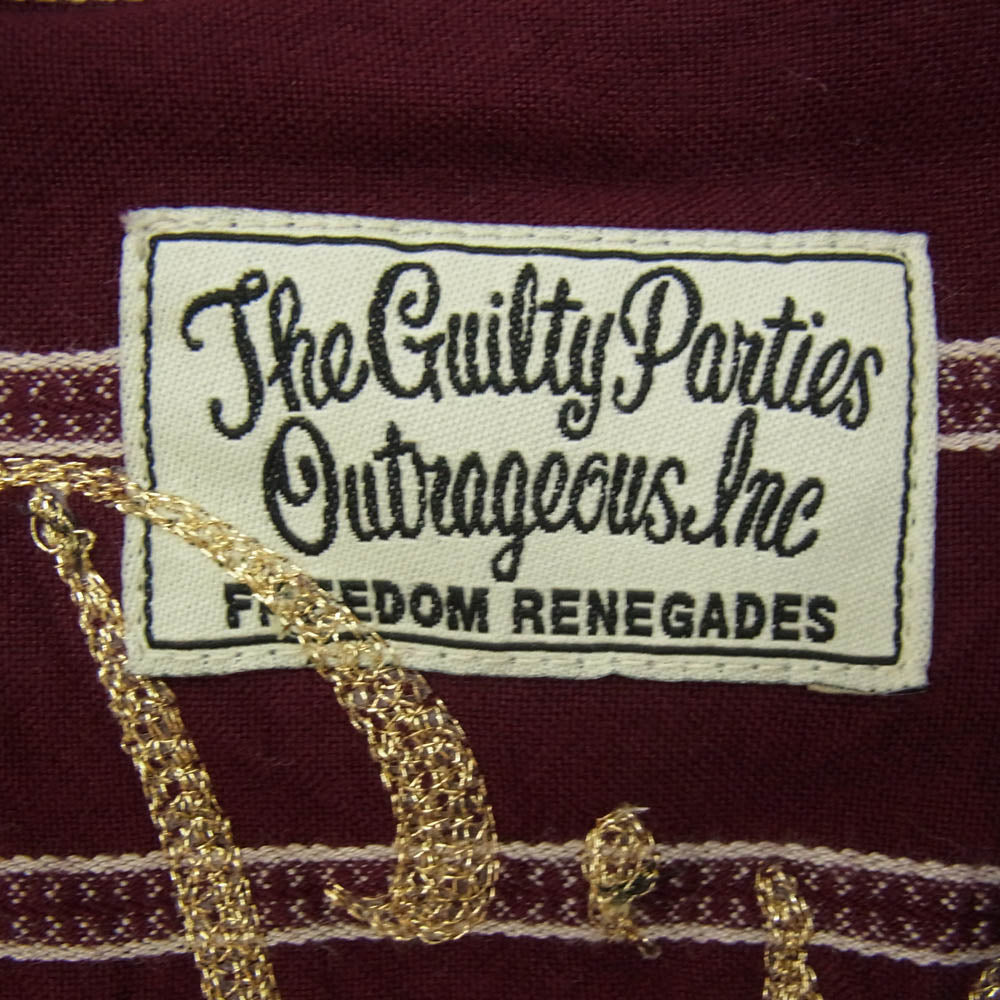 The Guilty Parties
Outrageous.Inc
FREEDOM RENEGADES